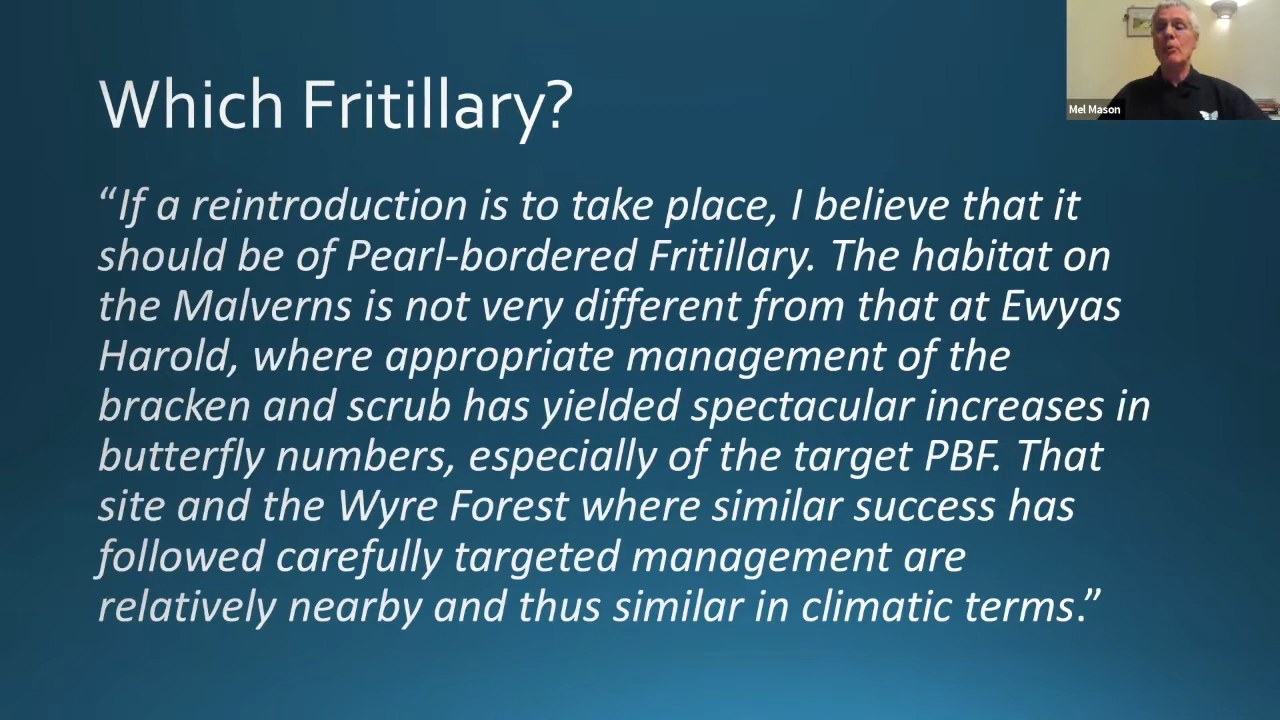 Which Fritillary?
Mel Mason
“If a reintroduction is to take place, I believe that it
should be of Pearl-bordered Fritillary. The habitat on
the Malverns is not very different from that at Ewyas
Harold, where appropriate management of the
bracken and scrub has yielded spectacular increases in
butterfly numbers, especially of the target PBF. That
site and the Wyre Forest where similar success has
followed carefully targeted management are
relatively nearby and thus similar in climatic terms.”